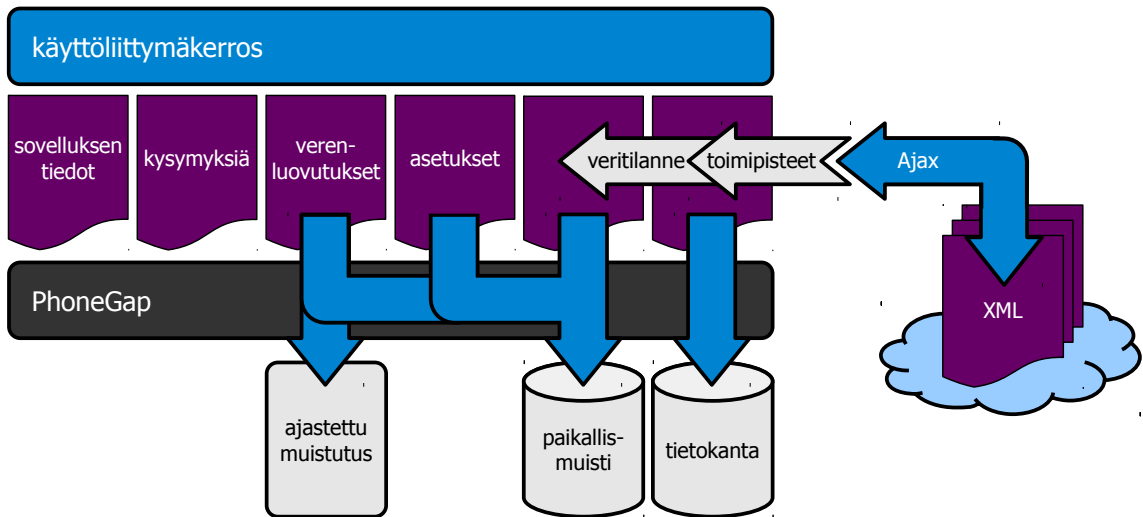 käyttöliittymäkerros
sovelluksen
tiedot
kysymyksiä
veren-
luovutukset
asetukset
veritilanne
toimipisteet
Ajax
PhoneGap
XML
ajastettu
muistutus
paikallis-
muisti
tietokanta